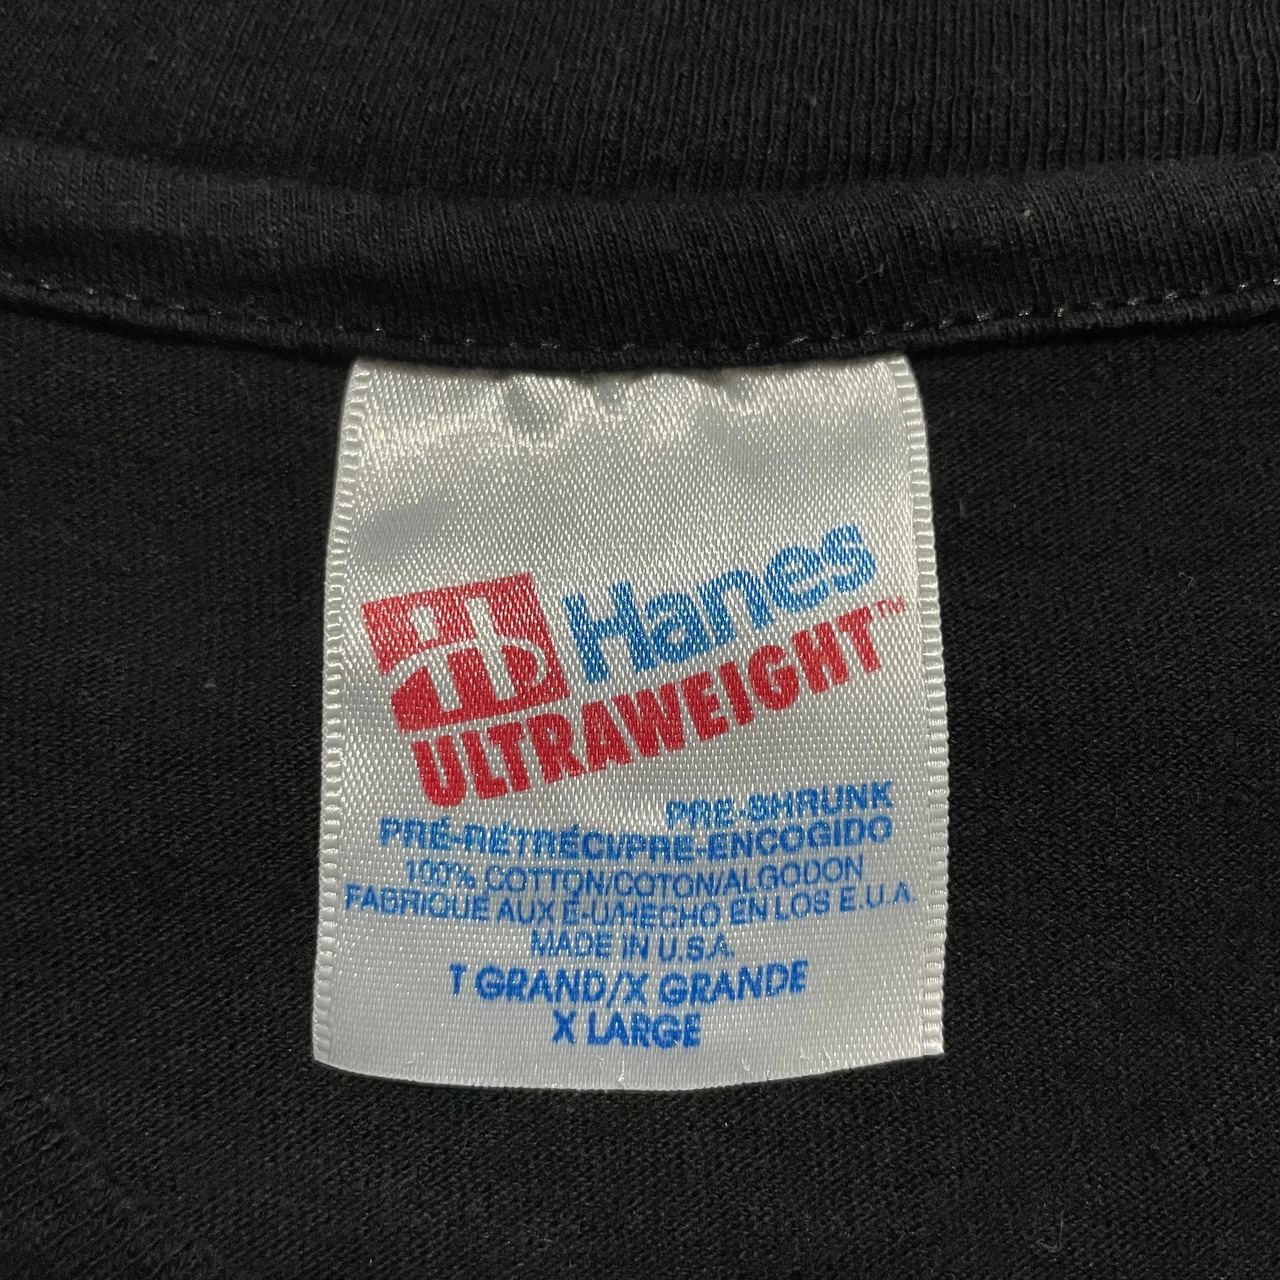 Hanes
ULTRAWEIGHT™
PRE-SHRUNK
PRÉ-RÉTRÉCI/PRE-ENCOGIDO
100% COTTON/COTON/ALGODON
FABRIQUE AUX É-U/HECHO EN LOS E.U.A.
MADE IN U.S.A.
T GRAND/X GRANDE
X LARGE